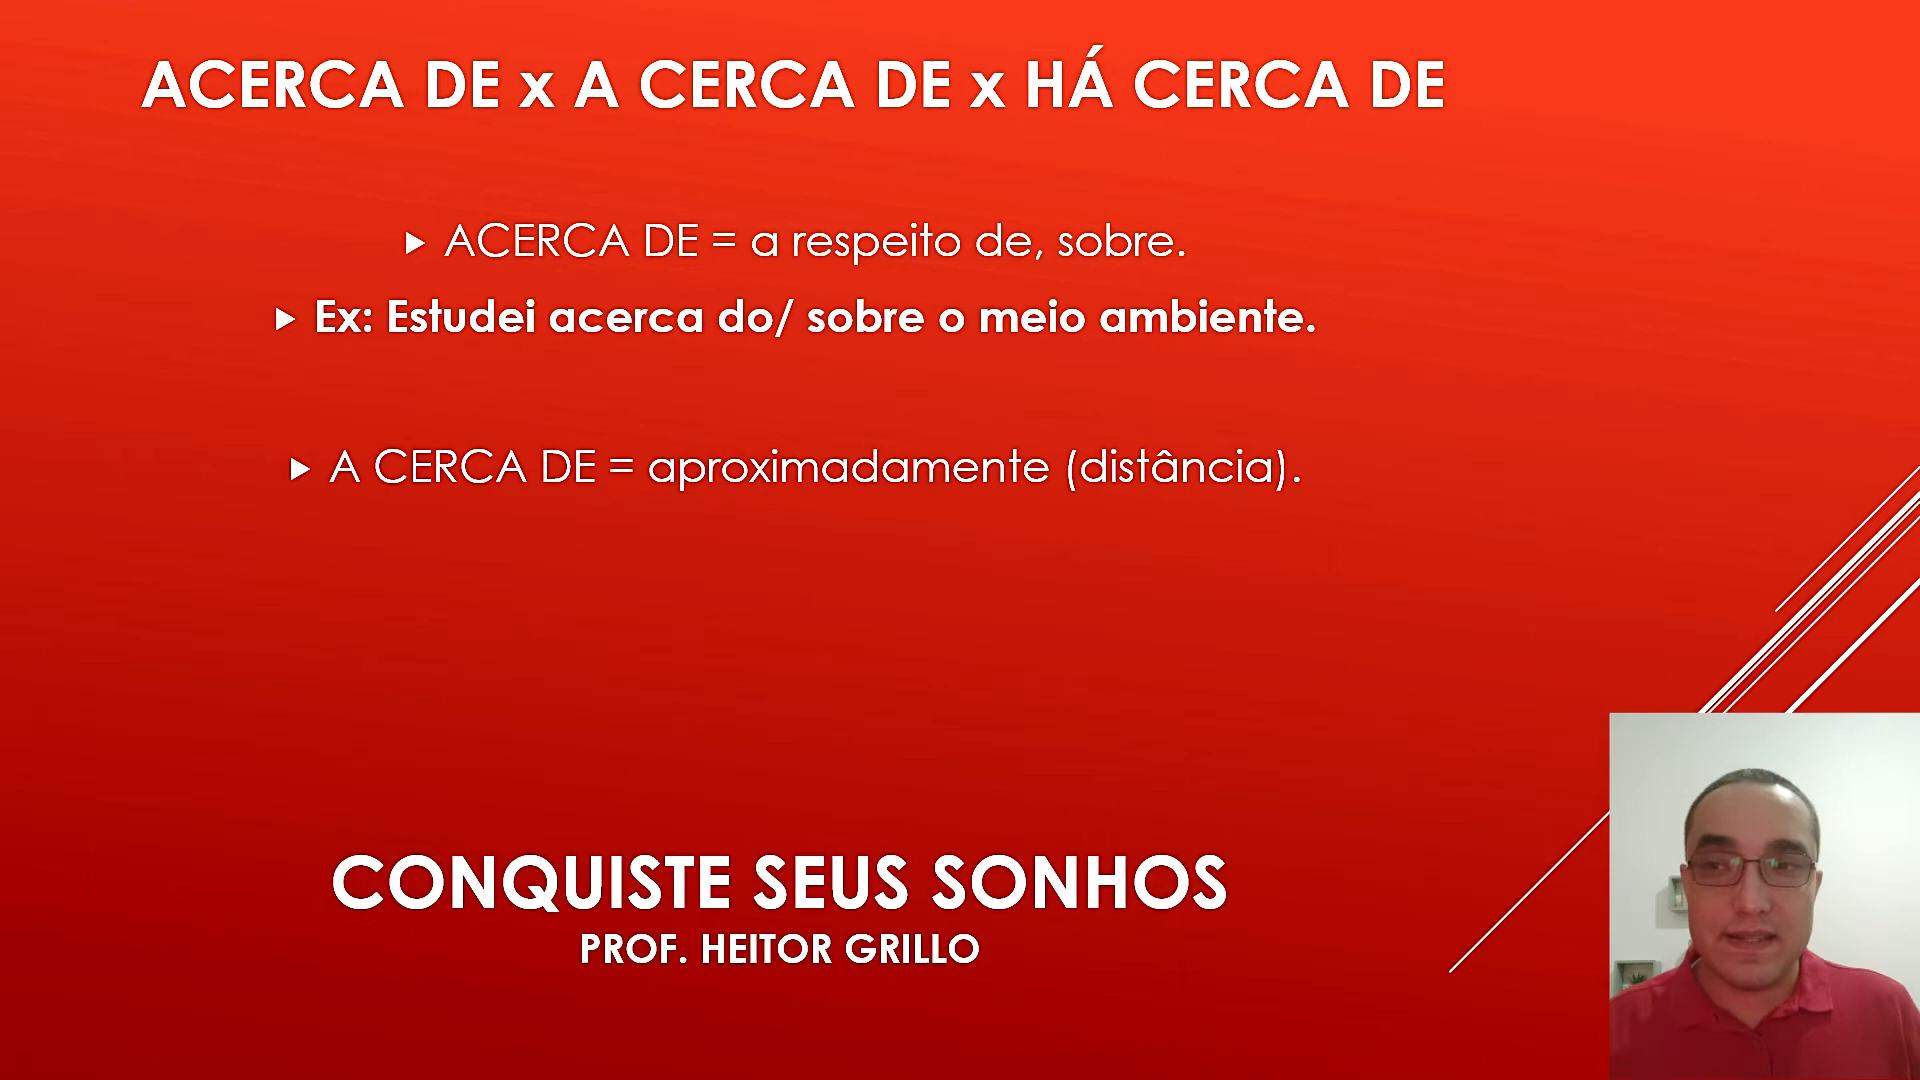 ACERCA DE x A CERCA DE x HÁ CERCA DE
ACERCA DE = a respeito de, sobre.
Ex: Estudei acerca do/ sobre o meio ambiente.
A CERCA DE = aproximadamente (distância).
CONQUISTE SEUS SONHOS
PROF. HEITOR GRILLO